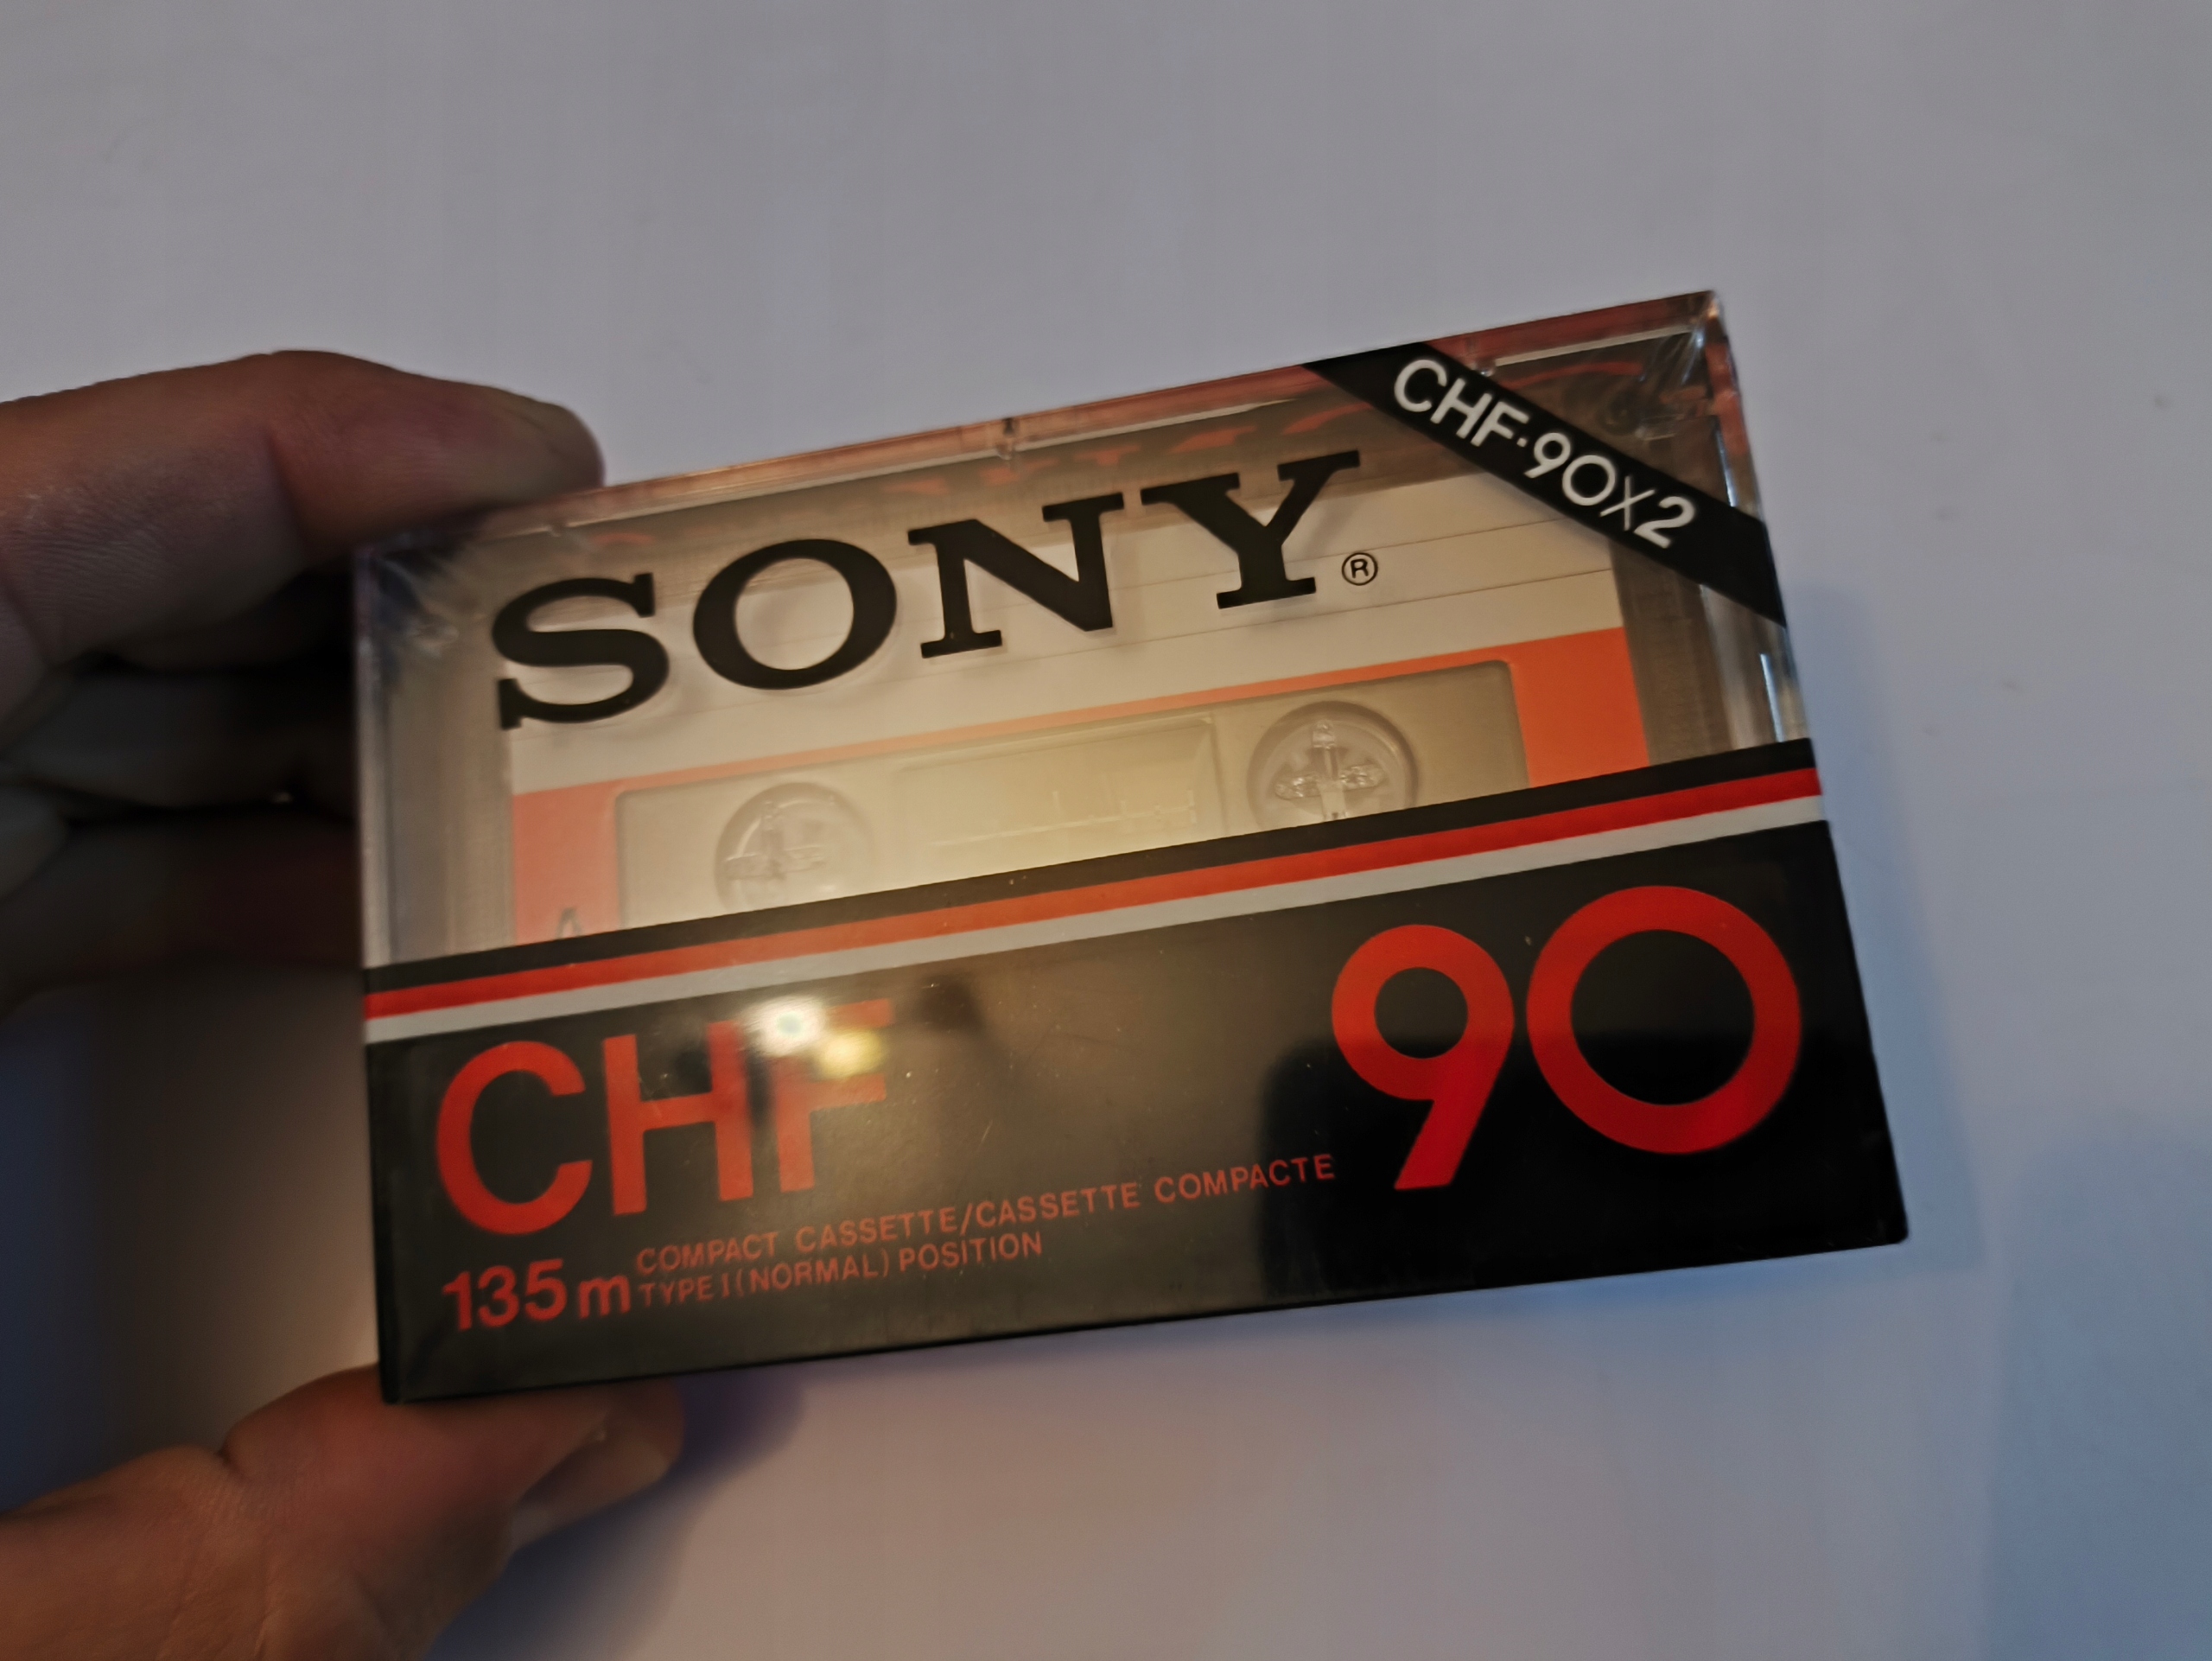 CHF·90X2
SONY®
A
CHF 90
135m COMPACT CASSETTE/CASSETTE COMPACTE
TYPE I (NORMAL) POSITION